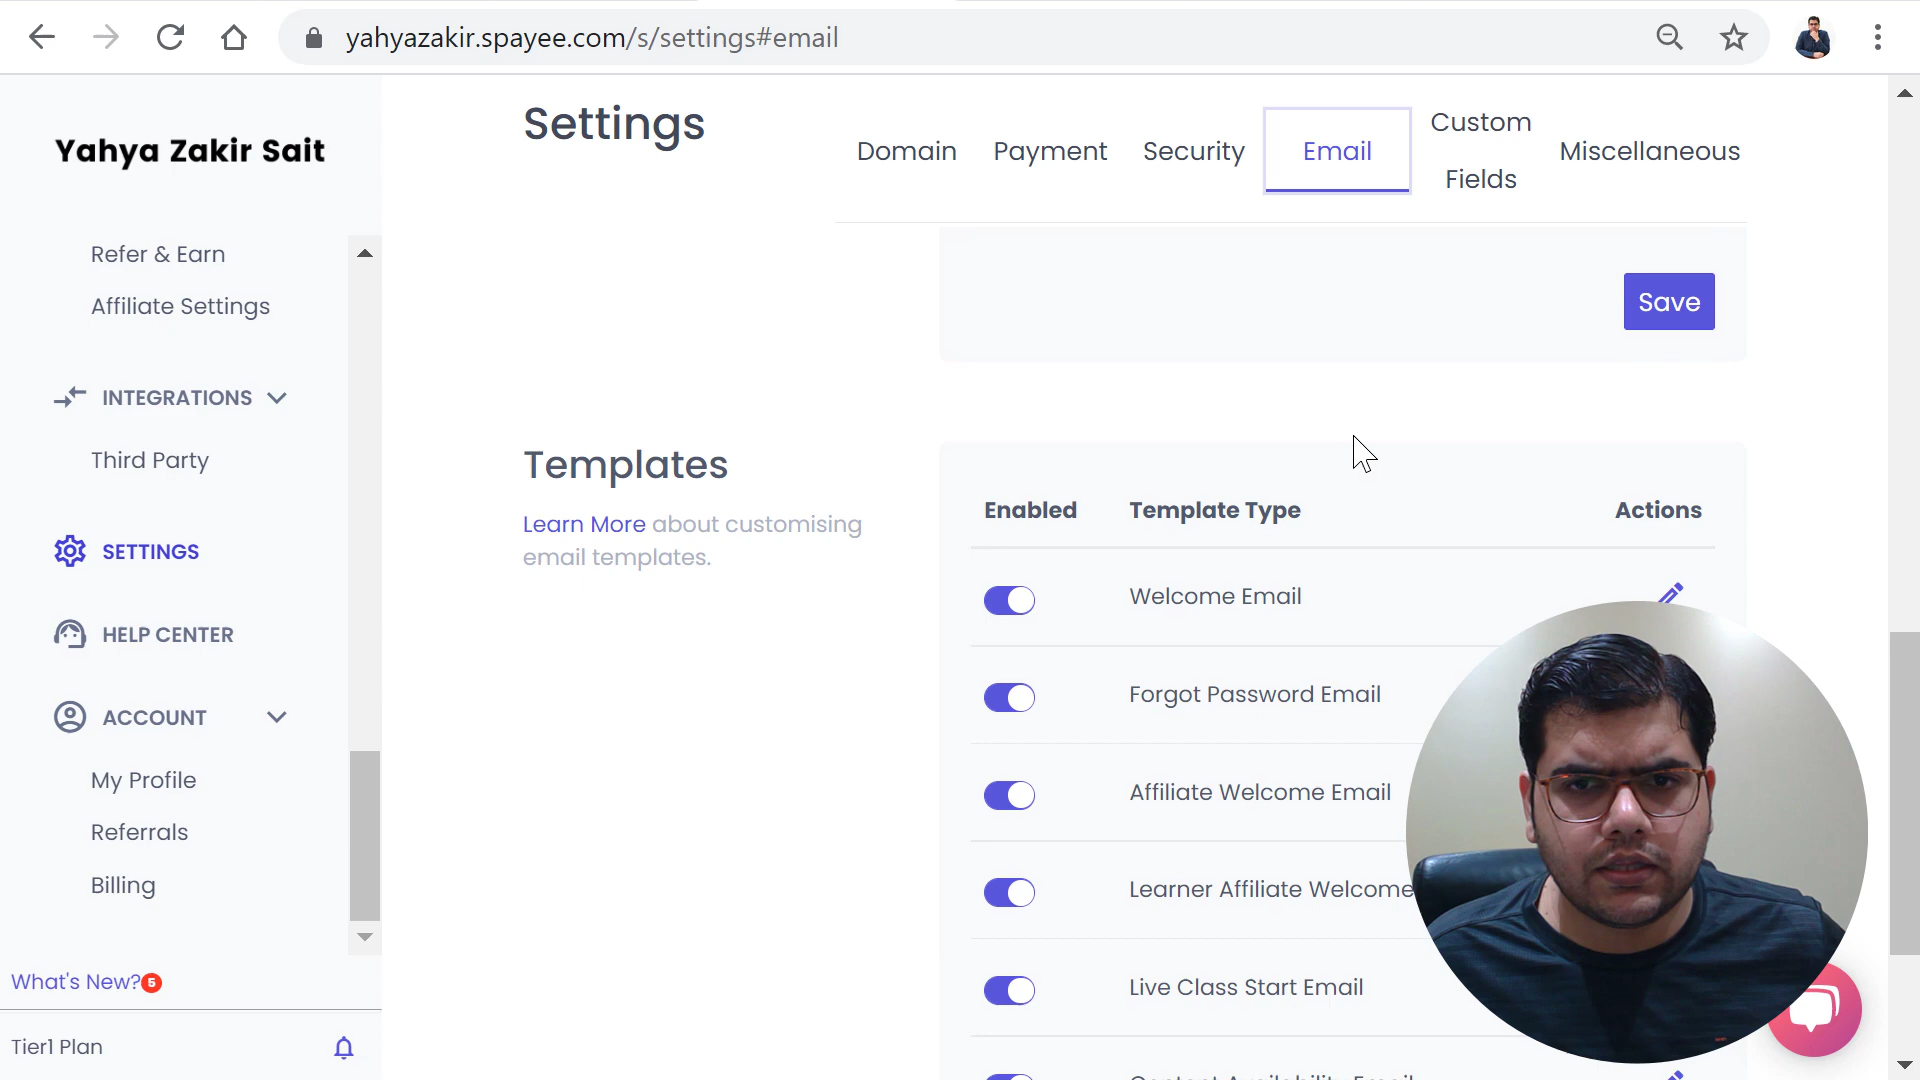 yahyazakir.spayee.com/s/settings#email
Yahya Zakir Sait
Refer & Earn
Affiliate Settings
INTEGRATIONS
Third Party
SETTINGS
HELP CENTER
ACCOUNT
My Profile
Referrals
Billing
What's New? 5
Tier1 Plan
Settings
Domain
Payment
Security
Email
Custom
Fields
Miscellaneous
Save
Templates
Learn More about customising
email templates.
Enabled Template Type Actions
Welcome Email
Forgot Password Email
Affiliate Welcome Email
Learner Affiliate Welcome
Live Class Start Email
Content Availability Email